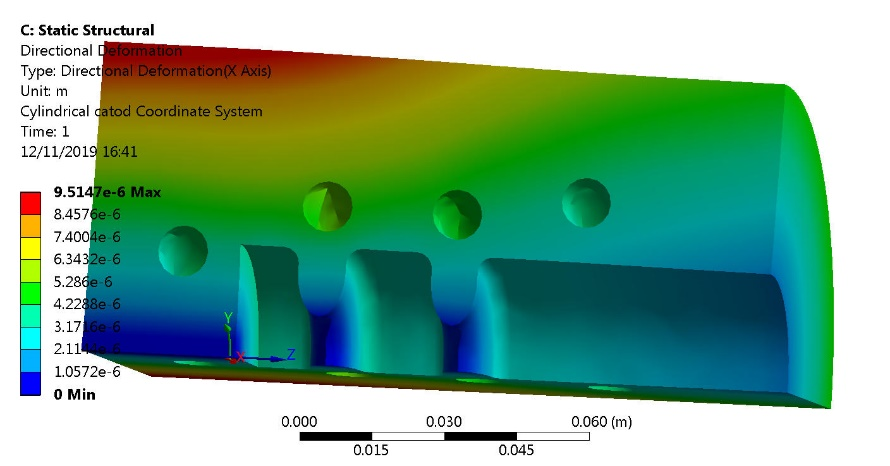 C: Static Structural
Directional Deformation
Type: Directional Deformation(X Axis)
Unit: m
Cylindrical catod Coordinate System
Time: 1
12/11/2019 16:41
9.5147e-6 Max
8.4576e-6
7.4004e-6
6.3432e-6
5.286e-6
4.2288e-6
3.1716e-6
2.1144e-6
1.0572e-6
0 Min
Y
X
Z
0.000
0.030
0.060 (m)
0.015
0.045